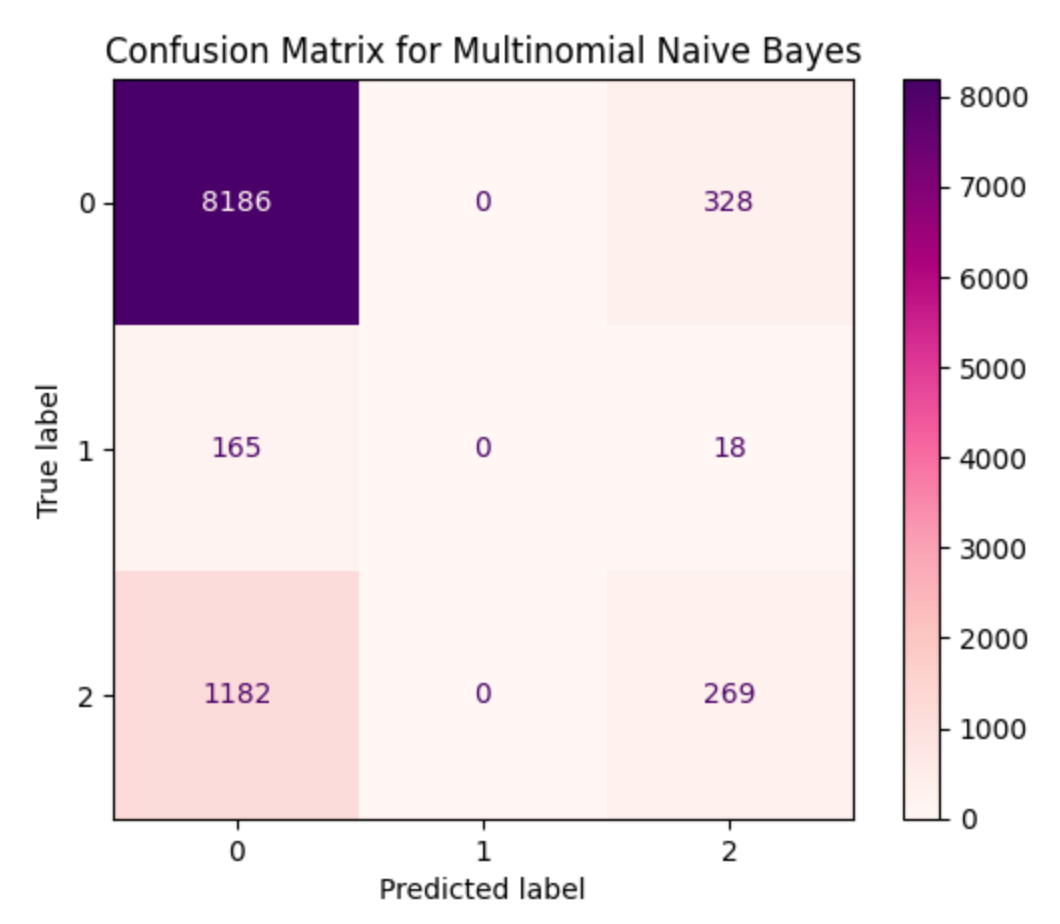 Confusion Matrix for Multinomial Naive Bayes
8000
7000
6000
5000
4000
3000
2000
1000
0
True label
0
8186 0 328
1
165 0 18
2
1182 0 269
0 1 2
Predicted label